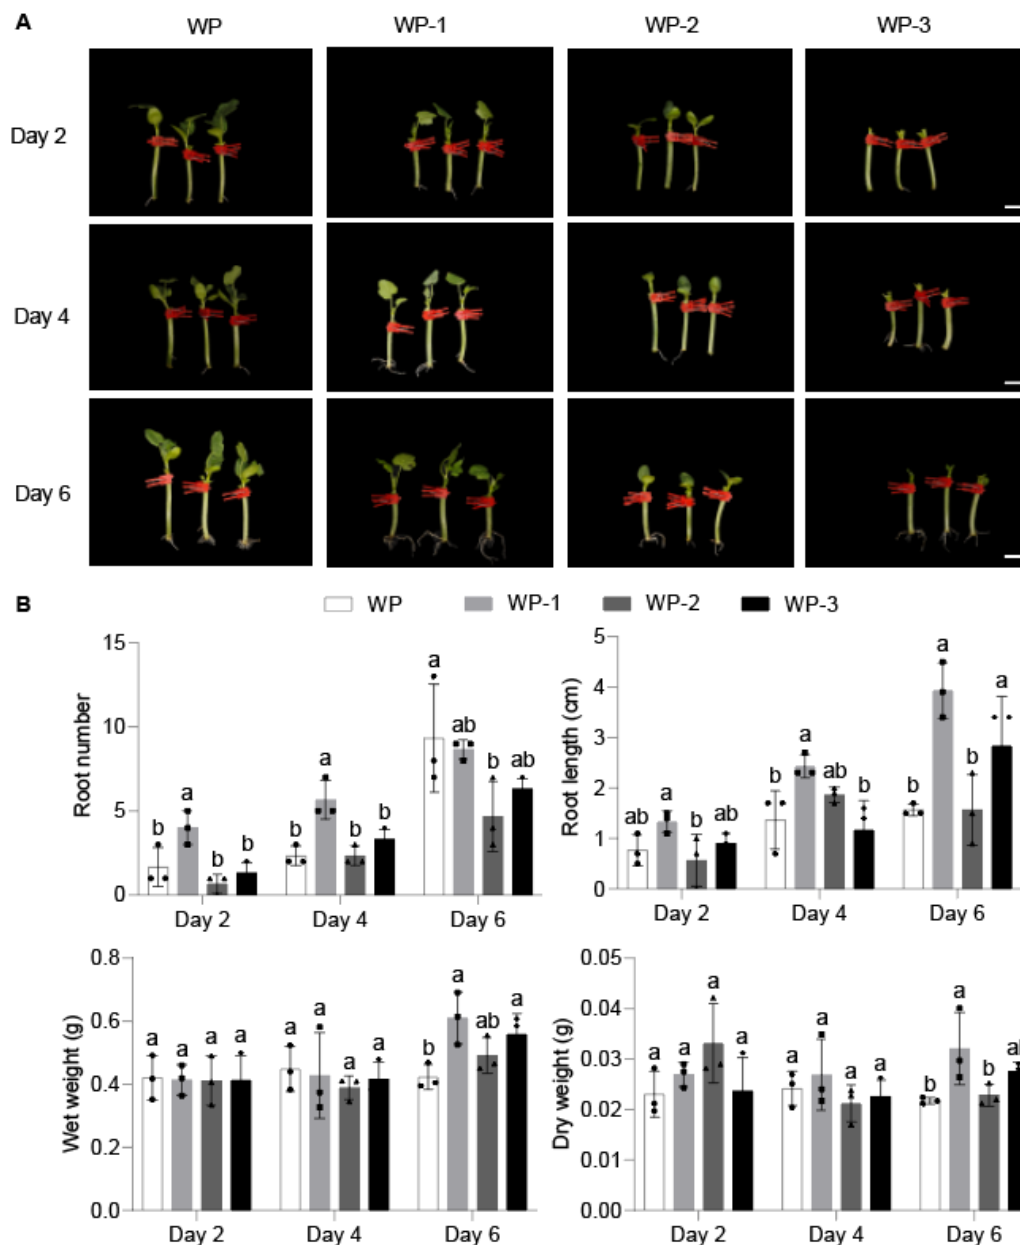 A
WP WP-1 WP-2 WP-3
Day 2
Day 4
Day 6
B
WP WP-1 WP-2 WP-3
Root number
15
10
5
0
b a b b
b a b b
a ab b ab
Day 2 Day 4 Day 6
Root length (cm)
5
4
3
2
1
0
ab a b ab
b a ab b
b a b a
Day 2 Day 4 Day 6
Wet weight (g)
0.8
0.6
0.4
0.2
0.0
a a a a
a a a a
b a ab a
Day 2 Day 4 Day 6
Dry weight (g)
0.05
0.04
0.03
0.02
0.01
0.00
a a a a
a a a a
b a b
Day 2 Day 4 Day 6